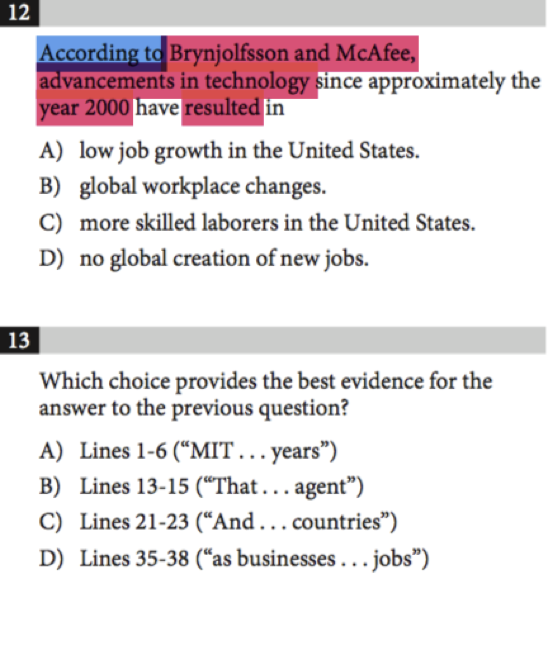 12
According to Brynjolfsson and McAfee,
advancements in technology since approximately the
year 2000 have resulted in
A) low job growth in the United States.
B) global workplace changes.
C) more skilled laborers in the United States.
D) no global creation of new jobs.
13
Which choice provides the best evidence for the
answer to the previous question?
A) Lines 1-6 (“MIT . . . years”)
B) Lines 13-15 (“That . . . agent”)
C) Lines 21-23 (“And . . . countries”)
D) Lines 35-38 (“as businesses . . . jobs”)